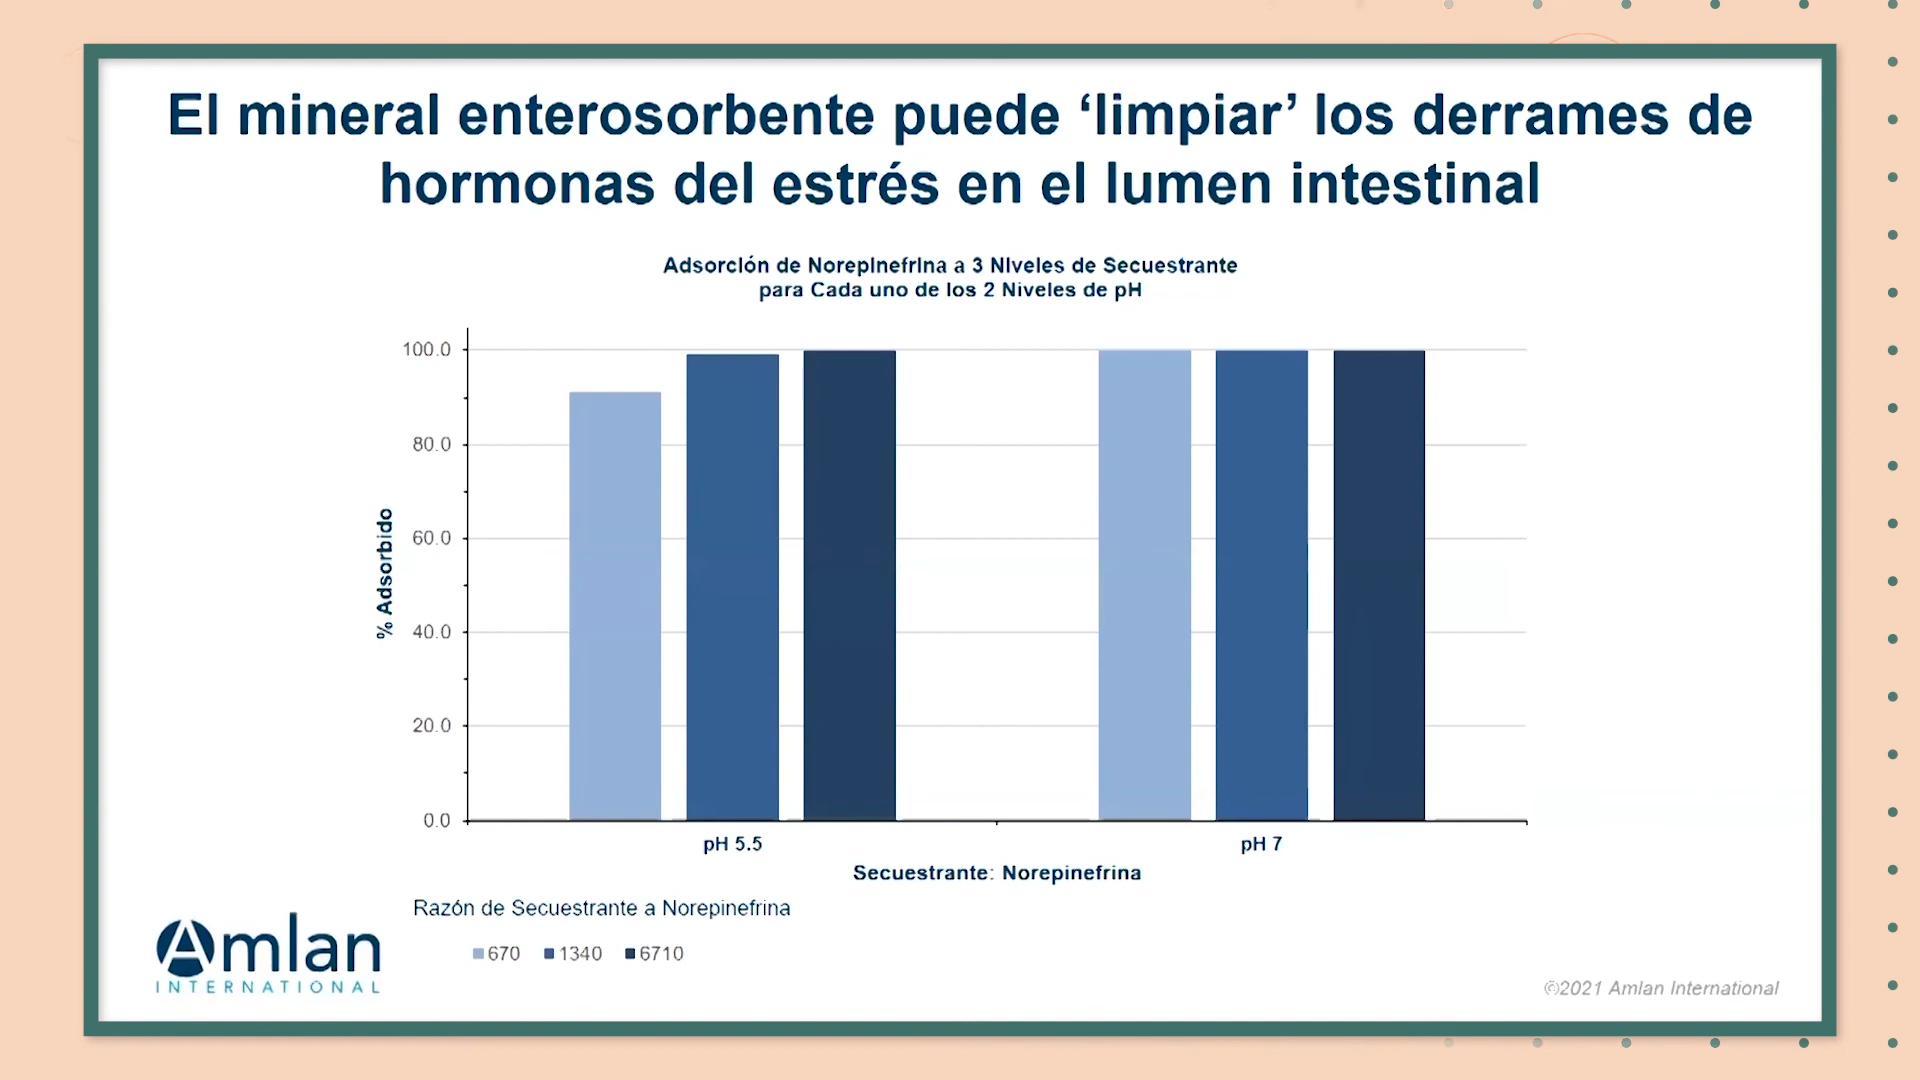 El mineral enterosorbente puede ‘limpiar’ los derrames de
hormonas del estrés en el lumen intestinal
Adsorción de Norepinefrina a 3 Niveles de Secuestrante
para Cada uno de los 2 Niveles de pH
100.0
80.0
60.0
40.0
20.0
0.0
% Adsorbido
pH 5.5
pH 7
Secuestrante: Norepinefrina
Razón de Secuestrante a Norepinefrina
670 1340 6710
Amlan
INTERNATIONAL
©2021 Amlan International